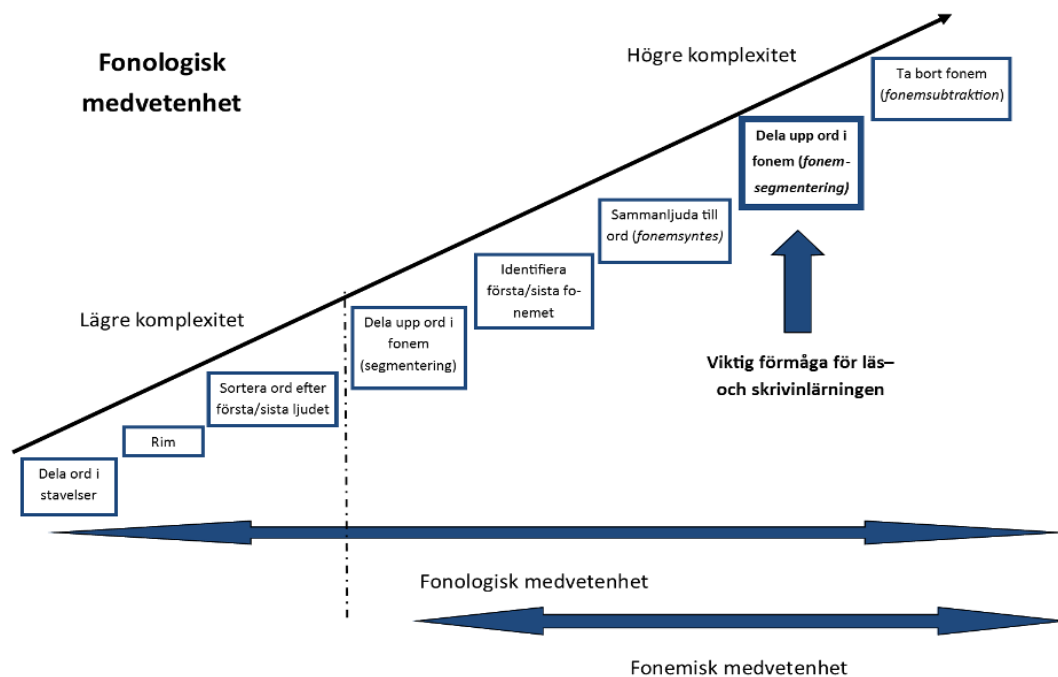 Fonologisk
medvetenhet
Högre komplexitet
Ta bort fonem
(fonemsubtraktion)
Dela upp ord i
fonem (fonem-
segmentering)
Sammanljuda till
ord (fonemsyntes)
Identifiera
första/sista fo-
nemet
Lägre komplexitet
Dela upp ord i
fonem
(segmentering)
Viktig förmåga för läs–
och skrivinlärningen
Sortera ord efter
första/sista ljudet
Rim
Dela ord i
stavelser
Fonologisk medvetenhet
Fonemisk medvetenhet